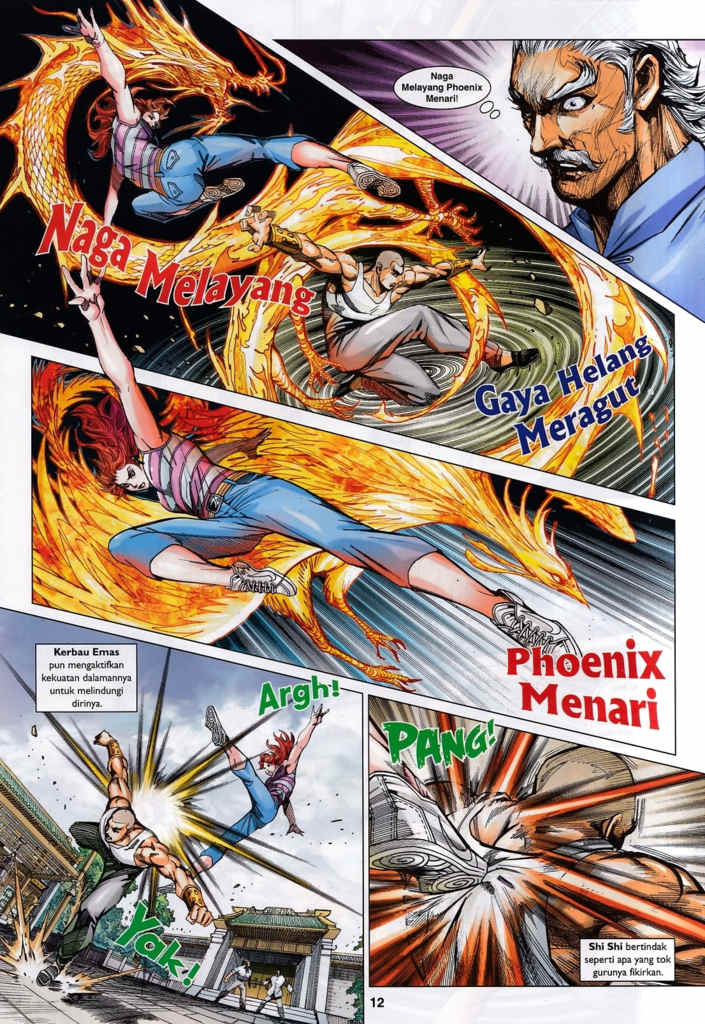 Naga
Melayang Phoenix
Menari!
Naga Melayang
Gaya Helang
Meragut
Phoenix
Menari
Kerbau Emas
pun mengaktifkan
kekuatan dalamannya
untuk melindungi
dirinya.
Argh!
Yak!
PANG!
Shi Shi bertindak
seperti apa yang tok
gurunya fikirkan.
12